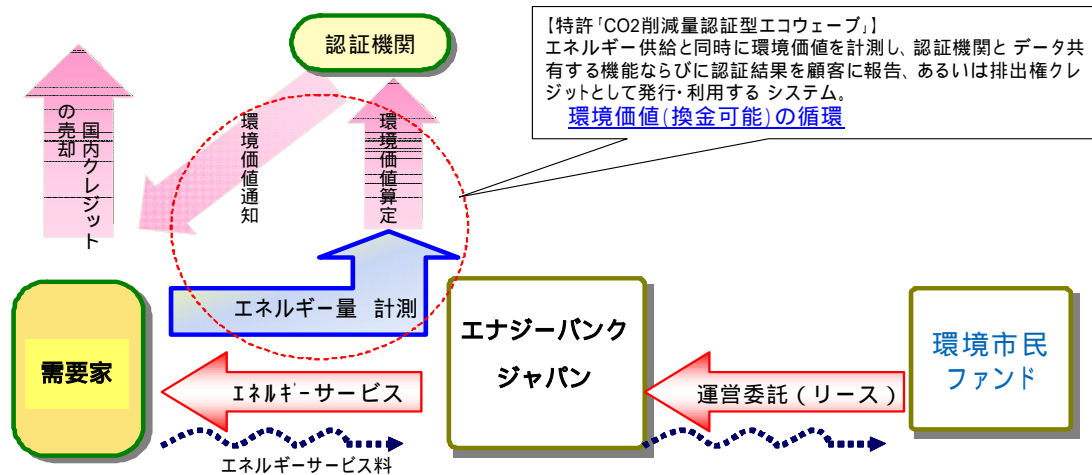 認証機関
【特許「CO2削減量認証型エコウェーブ」】
エネルギー供給と同時に環境価値を計測し、認証機関と データ共
有する機能ならびに認証結果を顧客に報告、あるいは排出権クレ
ジットとして発行・利用する システム。
環境価値(換金可能)の循環
国内クレジット
の売却
環境価値通知
環境価値算定
エネルギー量 計測
需要家
エナジーバンク
ジャパン
環境市民
ファンド
エネルギーサービス
運営委託(リース)
エネルギーサービス料